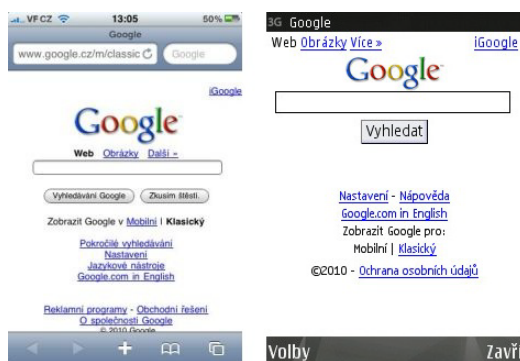 VF CZ 13:05 50%
Google
www.google.cz/m/classic Google
iGoogle
Google
Web Obrázky Další
Vyhledávání Google Zkusím štěstí.
Zobrazit Google v Mobilní | Klasický
Pokročilé vyhledávání
Nastavení
Jazykové nástroje
Google.com in English
Reklamní programy - Obchodní řešení
O společnosti Google
© 2010 Google
3G Google
Web Obrázky Více » iGoogle
Google
Vyhledat
Nastavení - Nápověda
Google.com in English
Zobrazit Google pro:
Mobilní | Klasický
©2010 - Ochrana osobních údajů
Volby Zavří